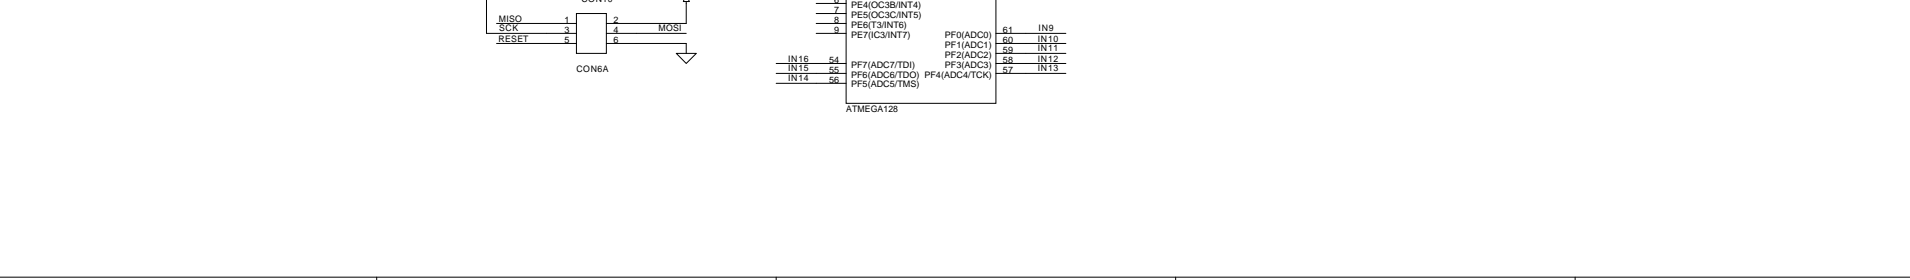 PE4(OC3B/INT4)
MISO 1 2
7 PE5(OC3C/INT5)
SCK 3 4 MOSI
8 PE6(T3/INT6)
RESET 5 6
9 PE7(IC3/INT7)
PF0(ADC0) 61 IN9
PF1(ADC1) 60 IN10
PF2(ADC2) 59 IN11
IN16 54 PF7(ADC7/TDI) PF3(ADC3) 58 IN12
CON6A
IN15 55 PF6(ADC6/TDO) PF4(ADC4/TCK) 57 IN13
IN14 56 PF5(ADC5/TMS)
ATMEGA128